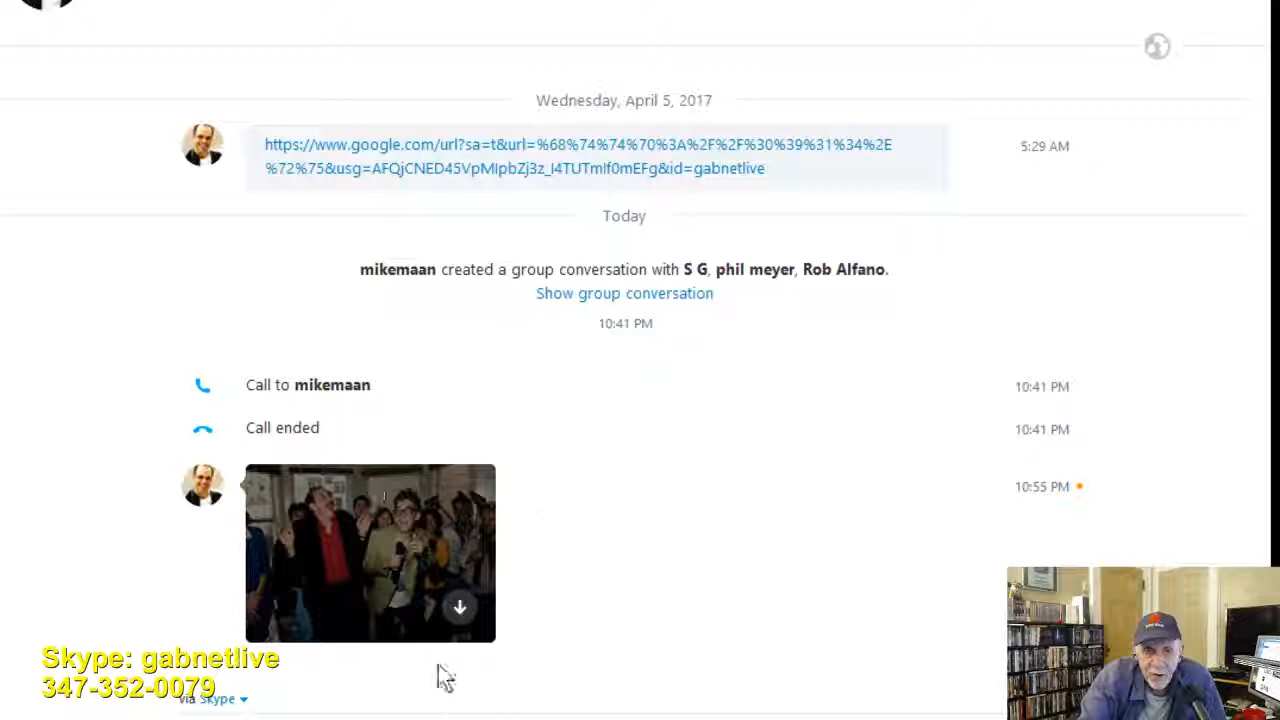 Wednesday, April 5, 2017
https://www.google.com/url?sa=t&url=%68%74%74%70%3A%2F%2F%30%39%31%34%2E
%72%75&usg=AFQjCNED45VpMIpbZj3z_I4TUTmIf0mEFg&id=gabnetlive
5:29 AM
Today
mikemaan created a group conversation with S G, phil meyer, Rob Alfano.
Show group conversation
10:41 PM
Call to mikemaan
10:41 PM
Call ended
10:41 PM
10:55 PM
Skype: gabnetlive
347-352-0079
via Skype